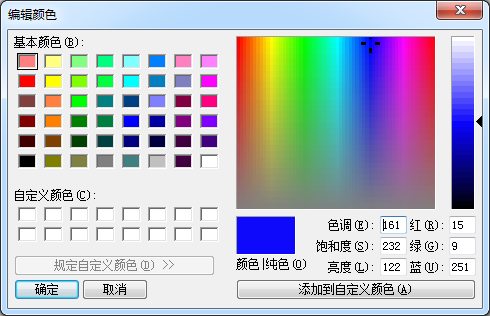 编辑颜色
基本颜色(B):
自定义颜色(C):
规定自定义颜色(D) >>
确定
取消
颜色|纯色(O)
色调(E): 161 红(R): 15
饱和度(S): 232 绿(G): 9
亮度(L): 122 蓝(U): 251
添加到自定义颜色(A)